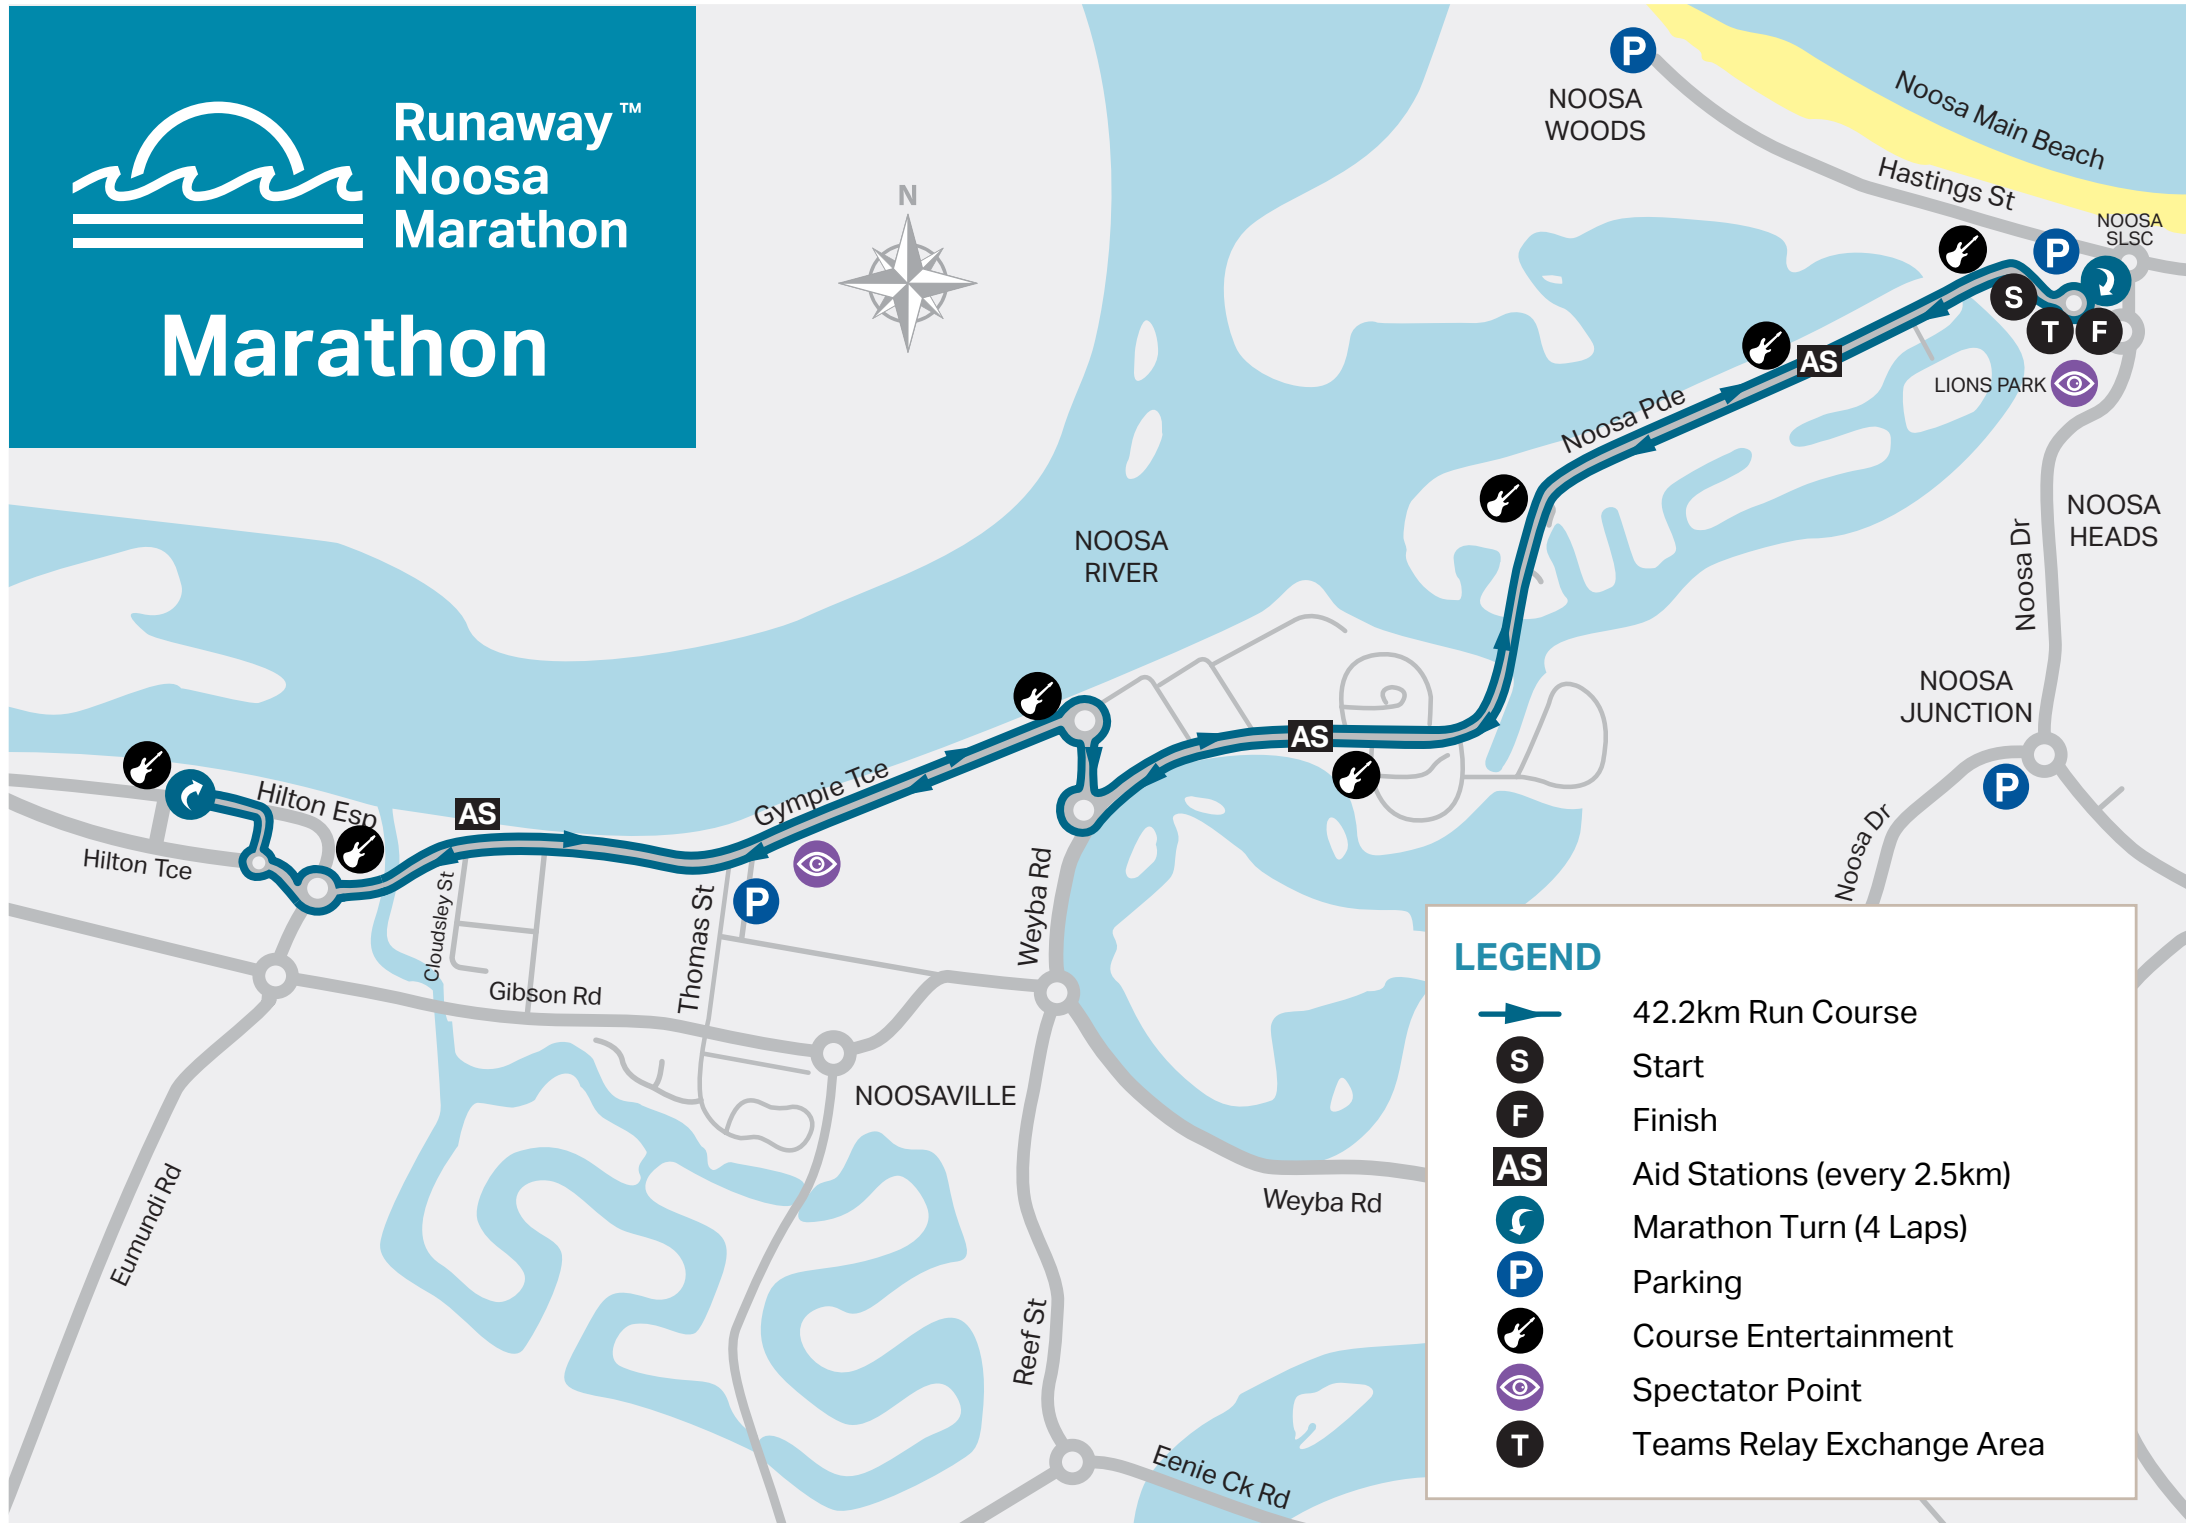 Runaway™
Noosa
Marathon
Marathon
N
P
NOOSA
WOODS
Noosa Main Beach
Hastings St
NOOSA
SLSC
P
S
T
F
AS
LIONS PARK
Noosa Pde
NOOSA
HEADS
NOOSA
RIVER
Noosa Dr
NOOSA
JUNCTION
P
Noosa Dr
AS
Gympie Tce
Hilton Esp
AS
Hilton Tce
Cloudsley St
P
Thomas St
Weyba Rd
Gibson Rd
NOOSAVILLE
Eumundi Rd
Weyba Rd
Reef St
Eenie Ck Rd
LEGEND
42.2km Run Course
S Start
F Finish
AS Aid Stations (every 2.5km)
Marathon Turn (4 Laps)
P Parking
Course Entertainment
Spectator Point
T Teams Relay Exchange Area